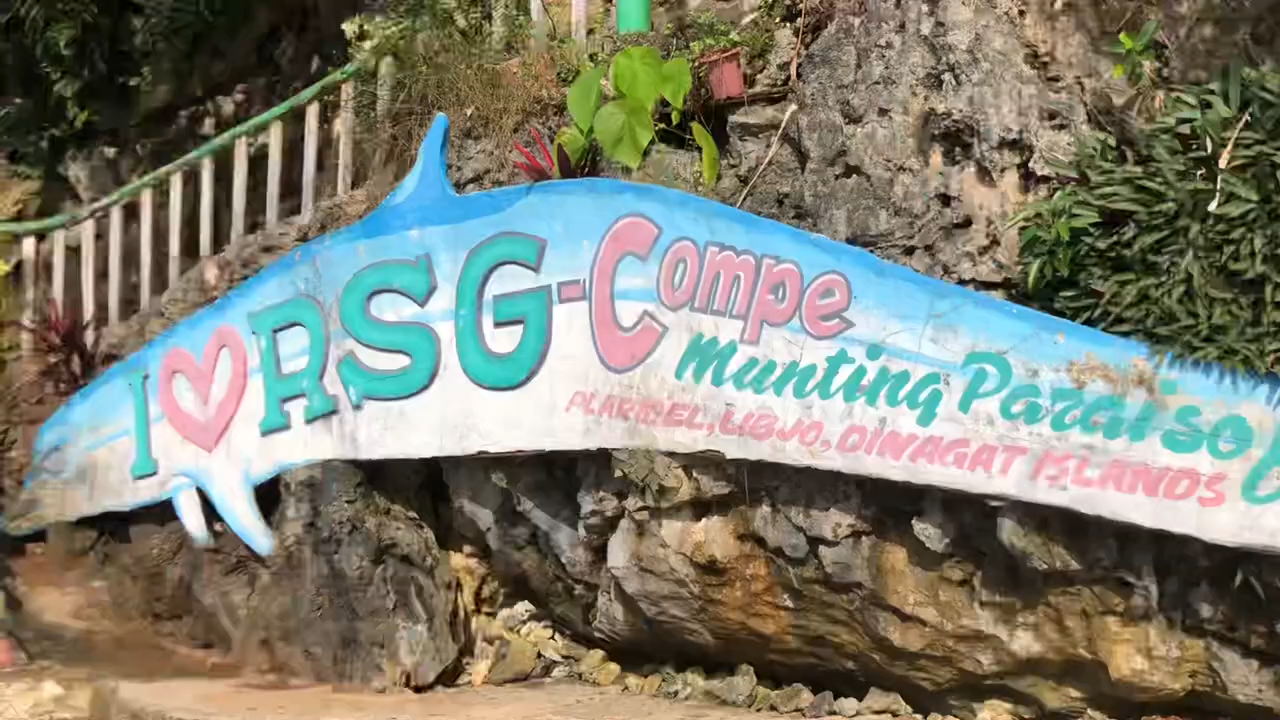 I ❤ RSG-Compe
Munting Paraiso
PLARIDEL, LIBJO, DINAGAT ISLANDS